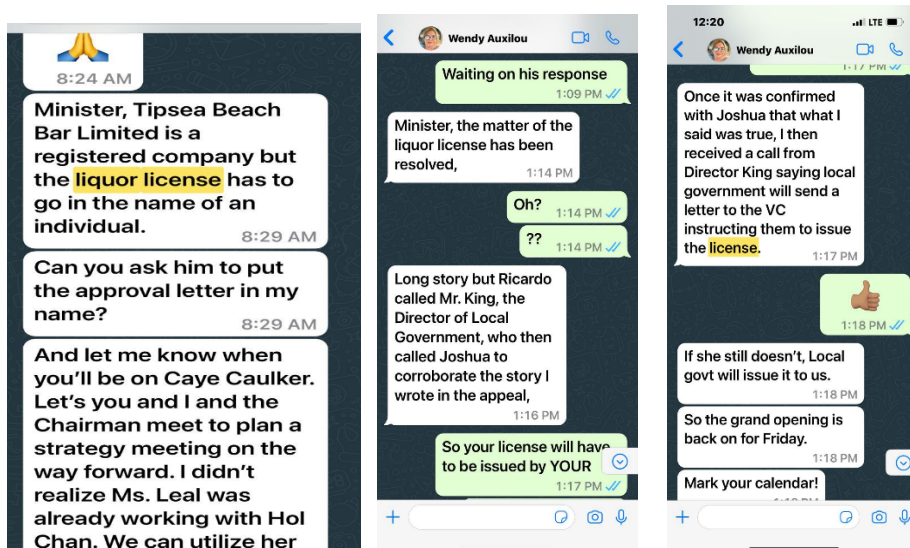 8:24 AM
Minister, Tipsea Beach
Bar Limited is a
registered company but
the liquor license has to
go in the name of an
individual.
8:29 AM
Can you ask him to put
the approval letter in my
name?
8:29 AM
And let me know when
you'll be on Caye Caulker.
Let's you and I and the
Chairman meet to plan a
strategy meeting on the
way forward. I didn't
realize Ms. Leal was
already working with Hol
Chan. We can utilize her
Wendy Auxilou
Waiting on his response
1:09 PM
Minister, the matter of the
liquor license has been
resolved,
1:14 PM
Oh?
1:14 PM
??
1:14 PM
Long story but Ricardo
called Mr. King, the
Director of Local
Government, who then
called Joshua to
corroborate the story I
wrote in the appeal,
1:16 PM
So your license will have
to be issued by YOUR
1:17 PM
12:20
LTE
Wendy Auxilou
1:17 PM
Once it was confirmed
with Joshua that what I
said was true, I then
received a call from
Director King saying local
government will send a
letter to the VC
instructing them to issue
the license.
1:17 PM
1:18 PM
If she still doesn't, Local
govt will issue it to us.
1:18 PM
So the grand opening is
back on for Friday.
1:18 PM
Mark your calendar!